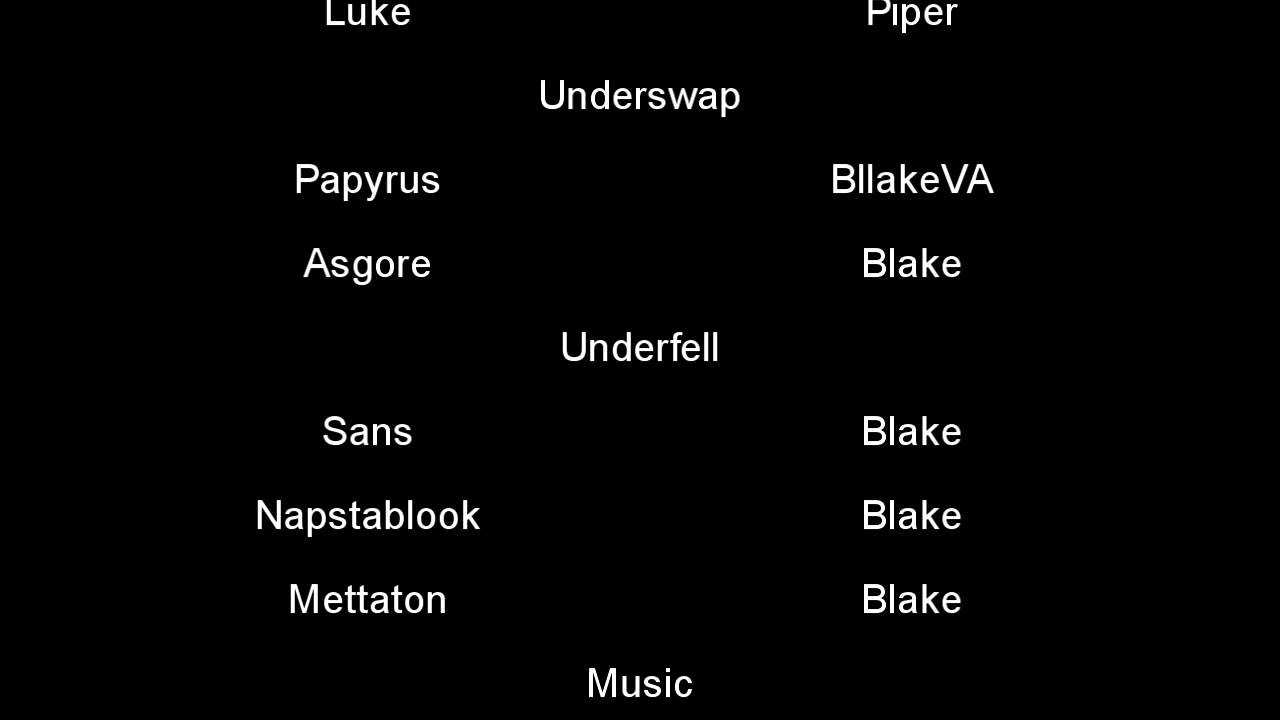 Luke Piper
Underswap
Papyrus BllakeVA
Asgore Blake
Underfell
Sans Blake
Napstablook Blake
Mettaton Blake
Music